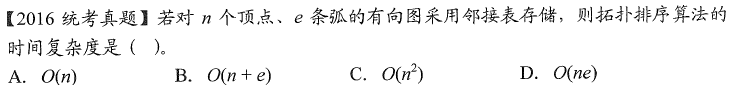 【2016 统考真题】若对 n 个顶点、e 条弧的有向图采用邻接表存储，则拓扑排序算法的
时间复杂度是（ ）。
A. O(n) B. O(n + e) C. O(n²) D. O(ne)